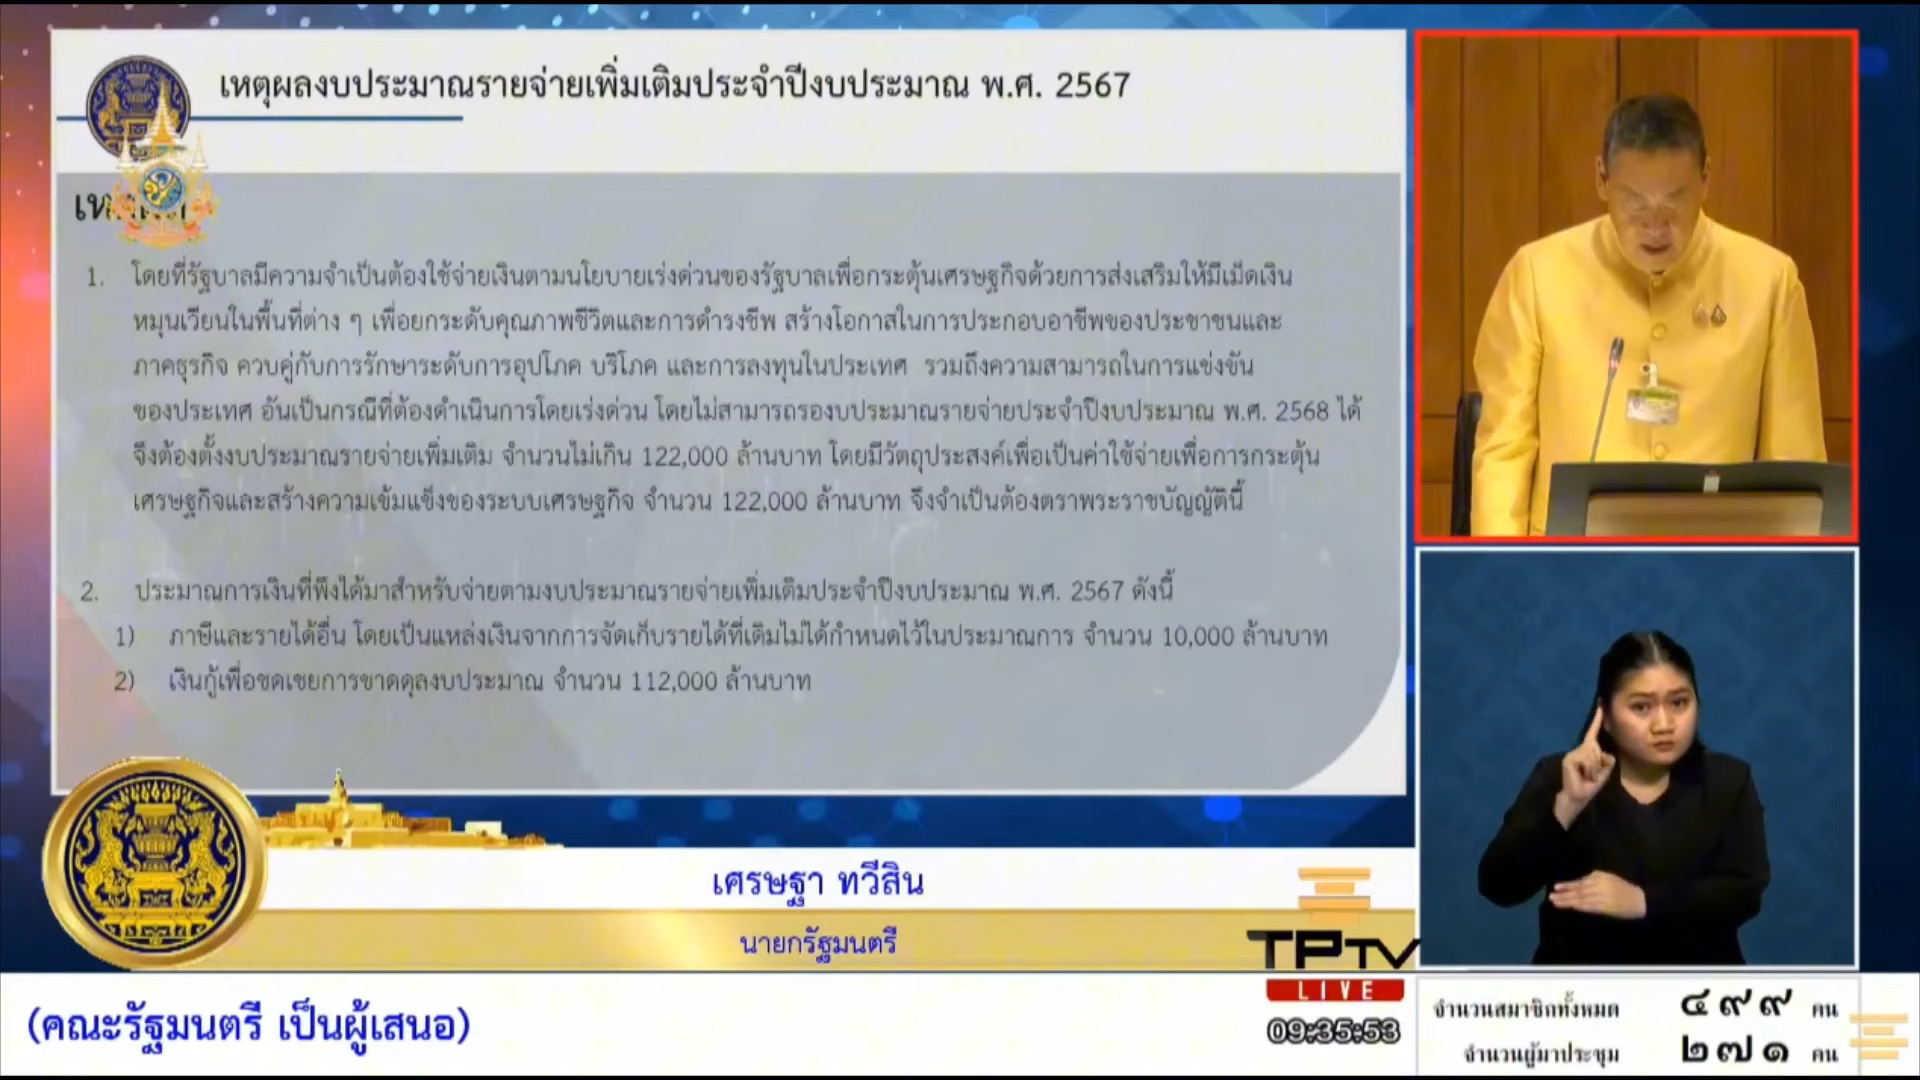 เหตุผลงบประมาณรายจ่ายเพิ่มเติมประจำปีงบประมาณ พ.ศ. 2567
1. โดยที่รัฐบาลมีความจำเป็นต้องใช้จ่ายเงินตามนโยบายเร่งด่วนของรัฐบาลเพื่อกระตุ้นเศรษฐกิจด้วยการส่งเสริมให้มีเม็ดเงิน
หมุนเวียนในพื้นที่ต่าง ๆ เพื่อยกระดับคุณภาพชีวิตและการดำรงชีพ สร้างโอกาสในการประกอบอาชีพของประชาชนและ
ภาคธุรกิจ ควบคู่กับการรักษาระดับการอุปโภค บริโภค และการลงทุนในประเทศ รวมถึงความสามารถในการแข่งขัน
ของประเทศ อันเป็นกรณีที่ต้องดำเนินการโดยเร่งด่วน โดยไม่สามารถรองบประมาณรายจ่ายประจำปีงบประมาณ พ.ศ. 2568 ได้
จึงต้องตั้งงบประมาณรายจ่ายเพิ่มเติม จำนวนไม่เกิน 122,000 ล้านบาท โดยมีวัตถุประสงค์เพื่อเป็นค่าใช้จ่ายเพื่อการกระตุ้น
เศรษฐกิจและสร้างความเข้มแข็งของระบบเศรษฐกิจ จำนวน 122,000 ล้านบาท จึงจำเป็นต้องตราพระราชบัญญัตินี้
2. ประมาณการเงินที่พึงได้มาสำหรับจ่ายตามงบประมาณรายจ่ายเพิ่มเติมประจำปีงบประมาณ พ.ศ. 2567 ดังนี้
1) ภาษีและรายได้อื่น โดยเป็นแหล่งเงินจากการจัดเก็บรายได้ที่เดิมไม่ได้กำหนดไว้ในประมาณการ จำนวน 10,000 ล้านบาท
2) เงินกู้เพื่อชดเชยการขาดดุลงบประมาณ จำนวน 112,000 ล้านบาท
เศรษฐา ทวีสิน
นายกรัฐมนตรี
TPTV
LIVE
09:35:53
(คณะรัฐมนตรี เป็นผู้เสนอ)
จำนวนสมาชิกทั้งหมด ๔๙๙ คน
จำนวนผู้มาประชุม ๒๗๑ คน